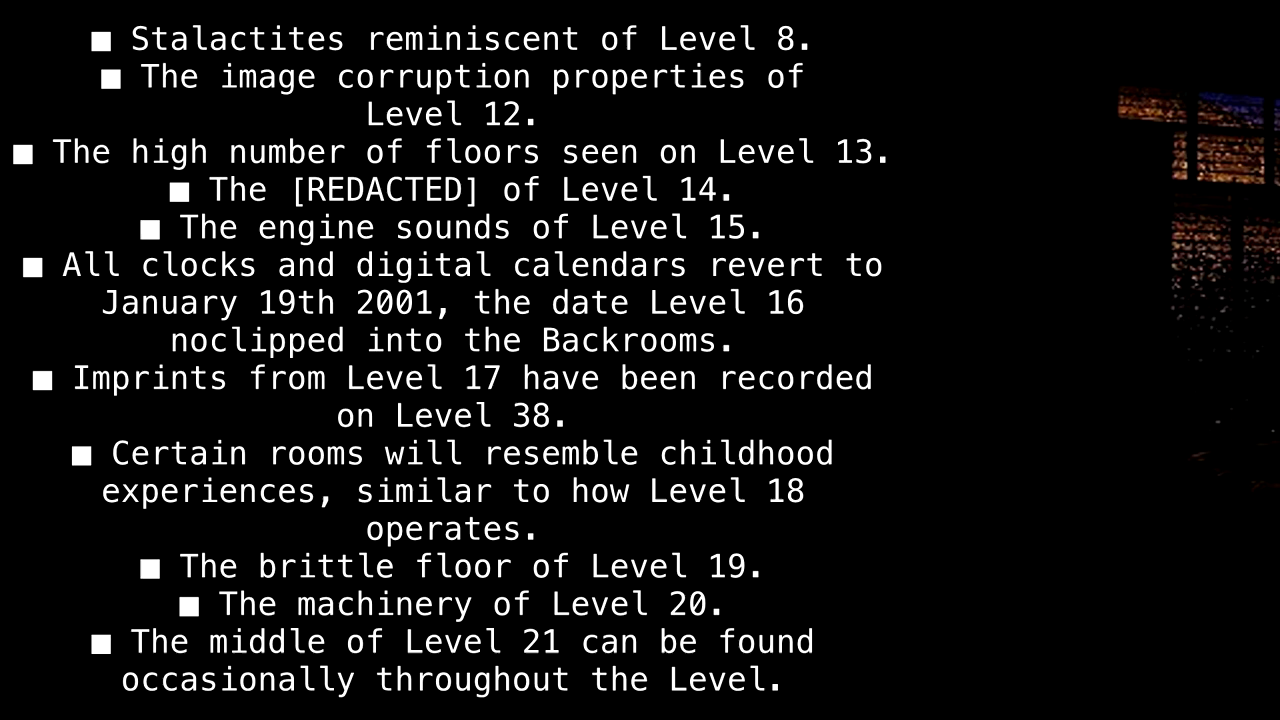 ■ Stalactites reminiscent of Level 8.
■ The image corruption properties of
Level 12.
■ The high number of floors seen on Level 13.
■ The [REDACTED] of Level 14.
■ The engine sounds of Level 15.
■ All clocks and digital calendars revert to
January 19th 2001, the date Level 16
noclipped into the Backrooms.
■ Imprints from Level 17 have been recorded
on Level 38.
■ Certain rooms will resemble childhood
experiences, similar to how Level 18
operates.
■ The brittle floor of Level 19.
■ The machinery of Level 20.
■ The middle of Level 21 can be found
occasionally throughout the Level.